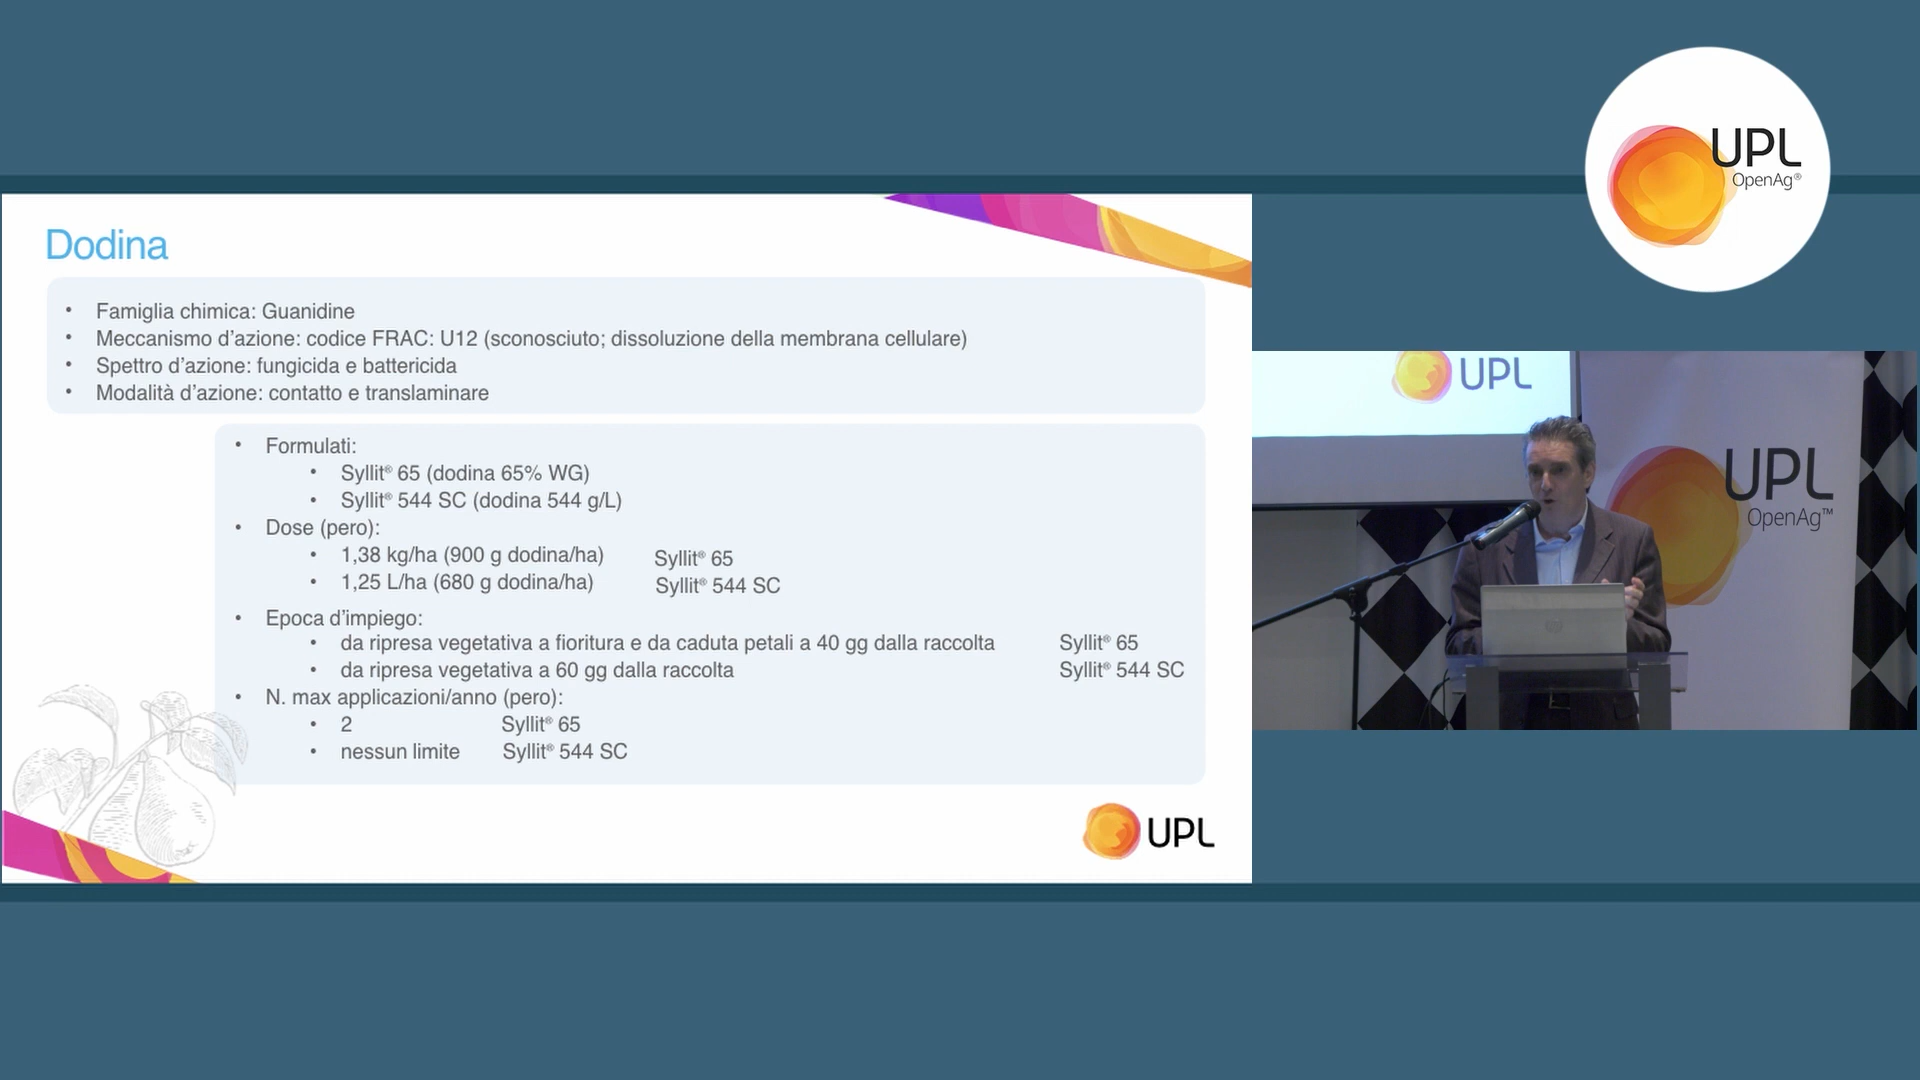 UPL
OpenAg®
Dodina
• Famiglia chimica: Guanidine
• Meccanismo d'azione: codice FRAC: U12 (sconosciuto; dissoluzione della membrana cellulare)
• Spettro d'azione: fungicida e battericida
• Modalità d'azione: contatto e translaminare
• Formulati:
• Syllit® 65 (dodina 65% WG)
• Syllit® 544 SC (dodina 544 g/L)
• Dose (pero):
• 1,38 kg/ha (900 g dodina/ha) Syllit® 65
• 1,25 L/ha (680 g dodina/ha) Syllit® 544 SC
• Epoca d'impiego:
• da ripresa vegetativa a fioritura e da caduta petali a 40 gg dalla raccolta Syllit® 65
• da ripresa vegetativa a 60 gg dalla raccolta Syllit® 544 SC
• N. max applicazioni/anno (pero):
• 2 Syllit® 65
• nessun limite Syllit® 544 SC
UPL
UPL
UPL
OpenAg™